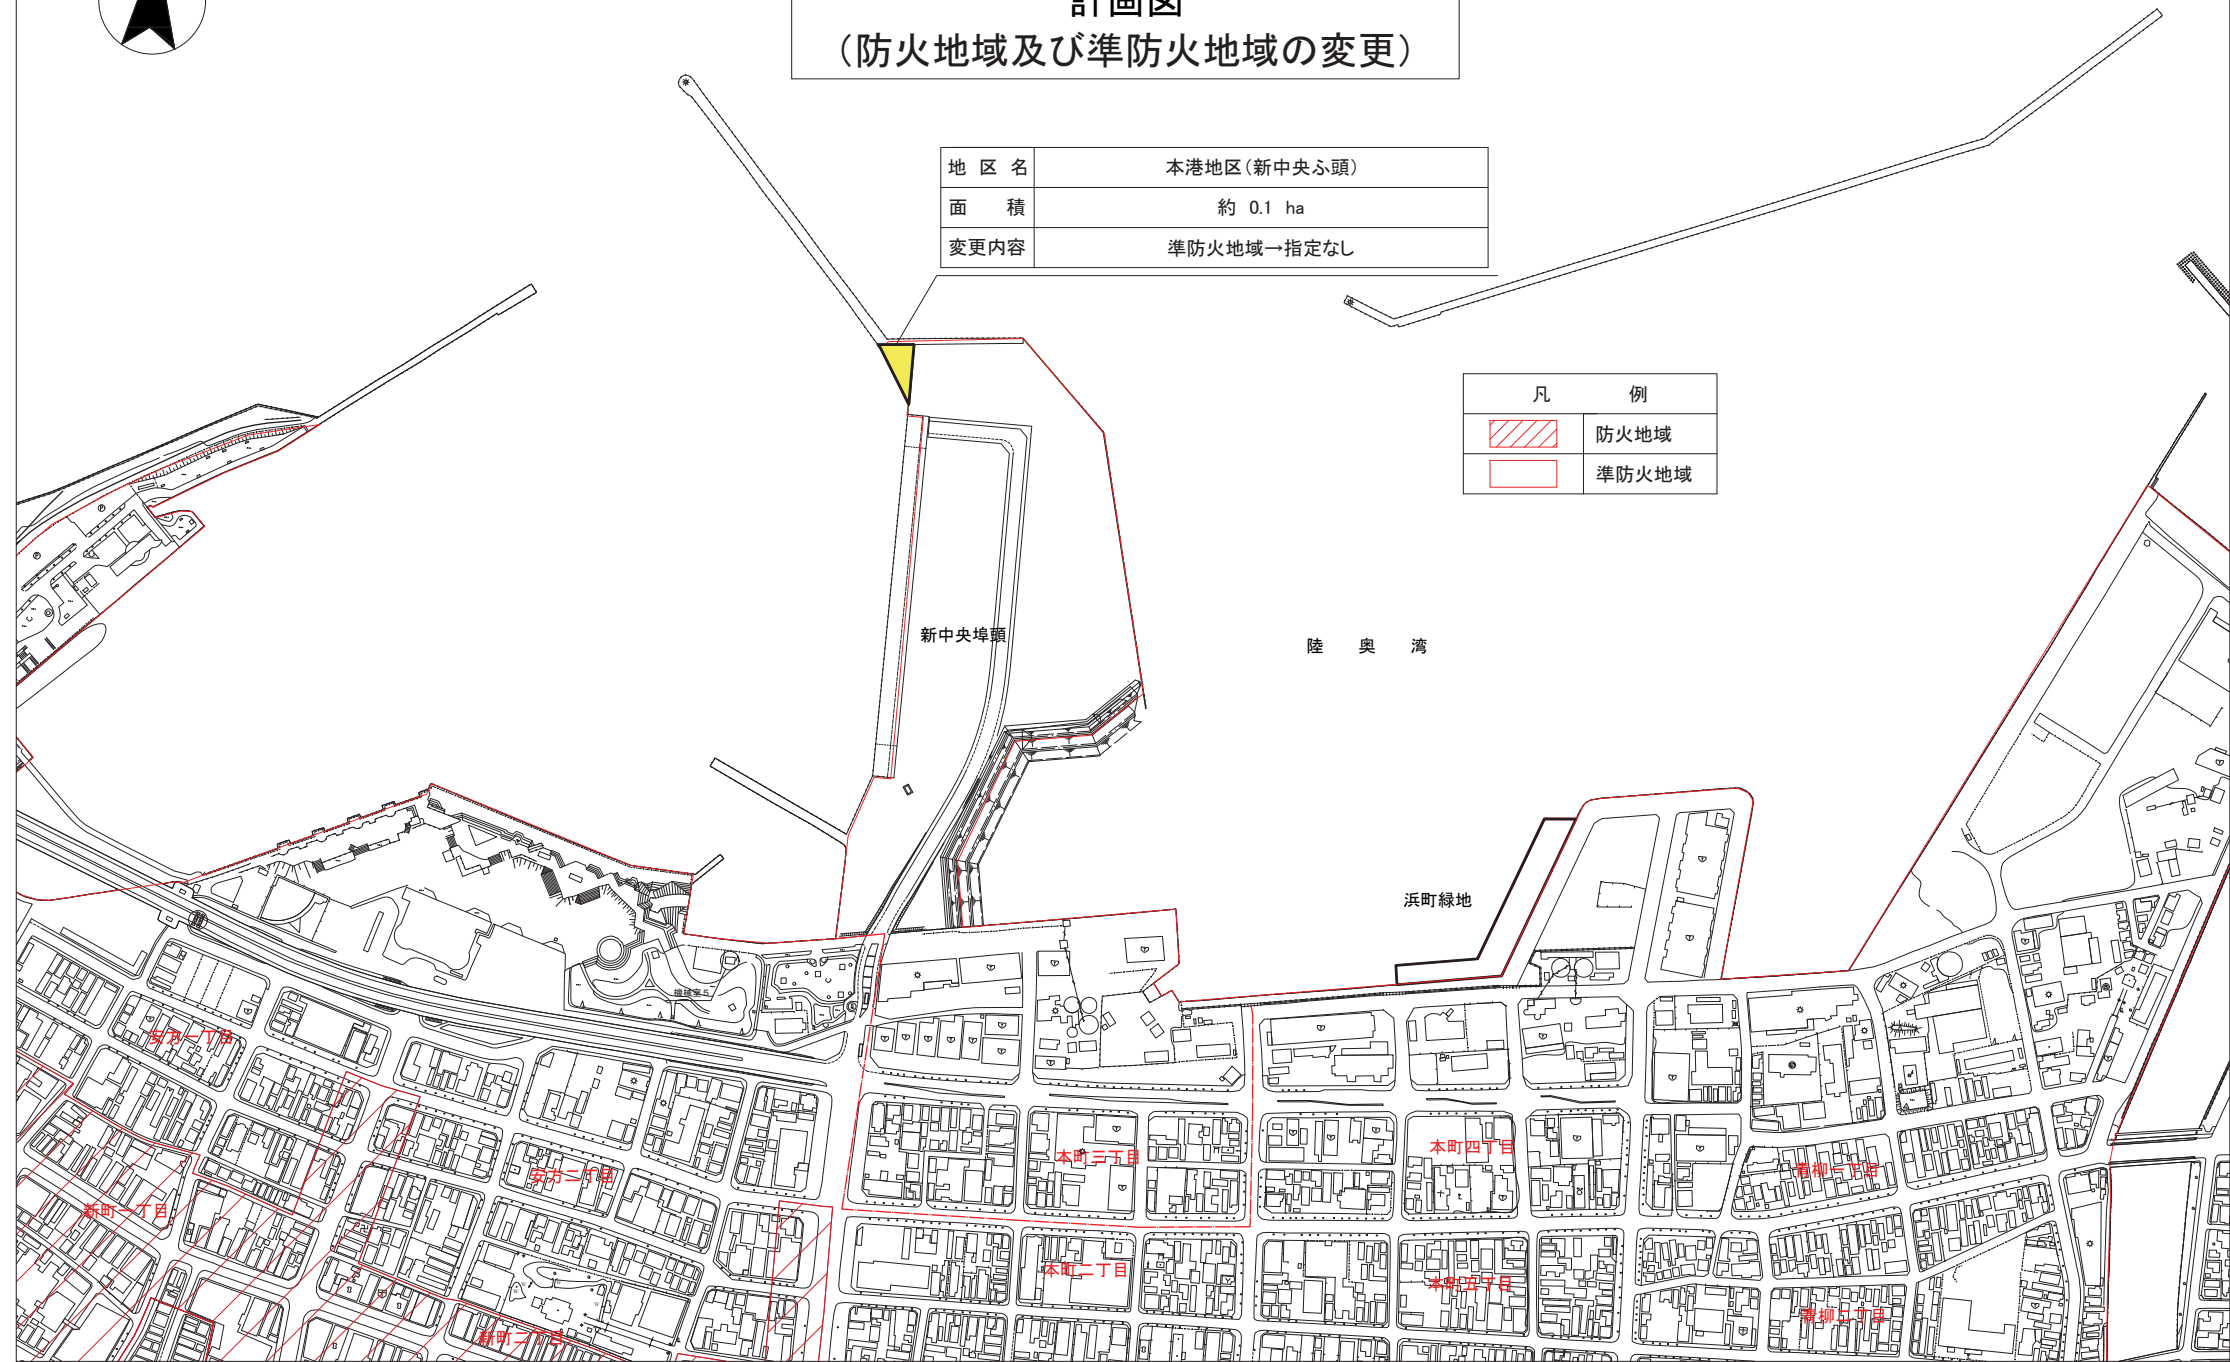 計画図
（防火地域及び準防火地域の変更）
地区名 本港地区（新中央ふ頭）
面積 約 0.1 ha
変更内容 準防火地域→指定なし
凡例
防火地域
準防火地域
新中央埠頭
陸奥湾
浜町緑地
機械室5
安方一丁目
本町三丁目
本町四丁目
青柳一丁目
安方二丁目
新町一丁目
本町二丁目
本町五丁目
青柳二丁目
新町二丁目